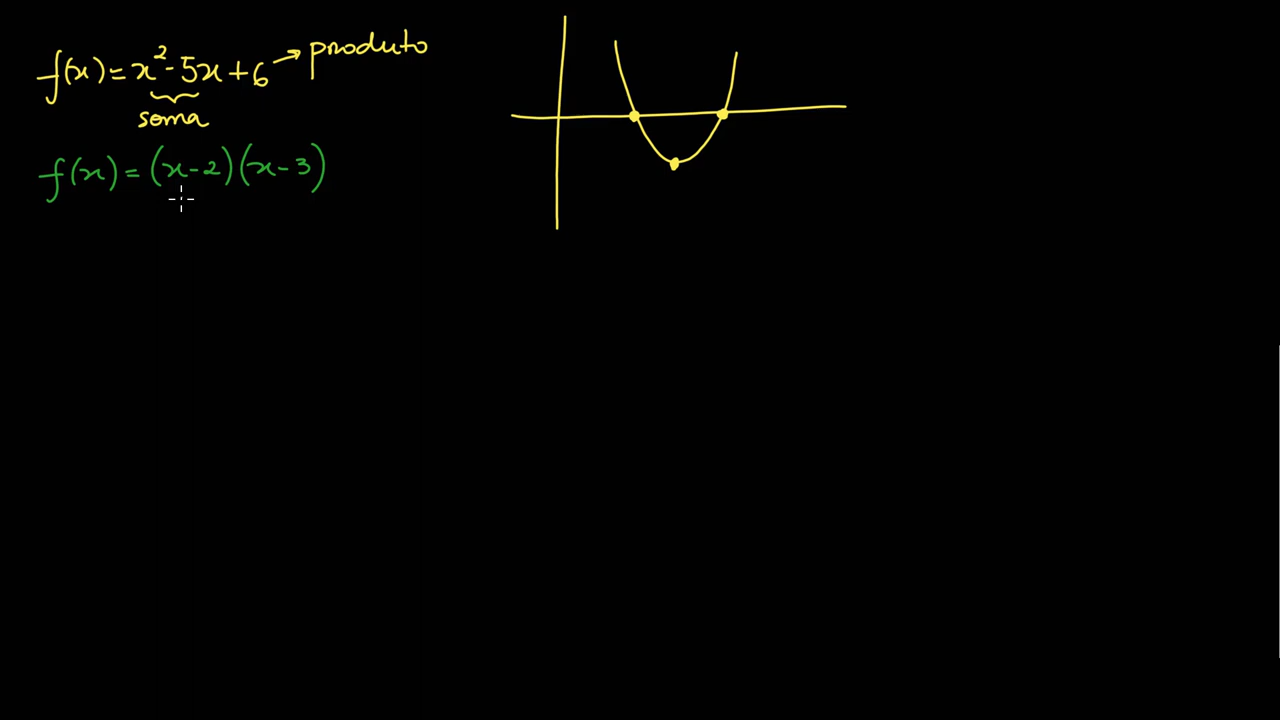 f(x) = x² - 5x + 6 → produto
soma
f(x) = (x - 2)(x - 3)